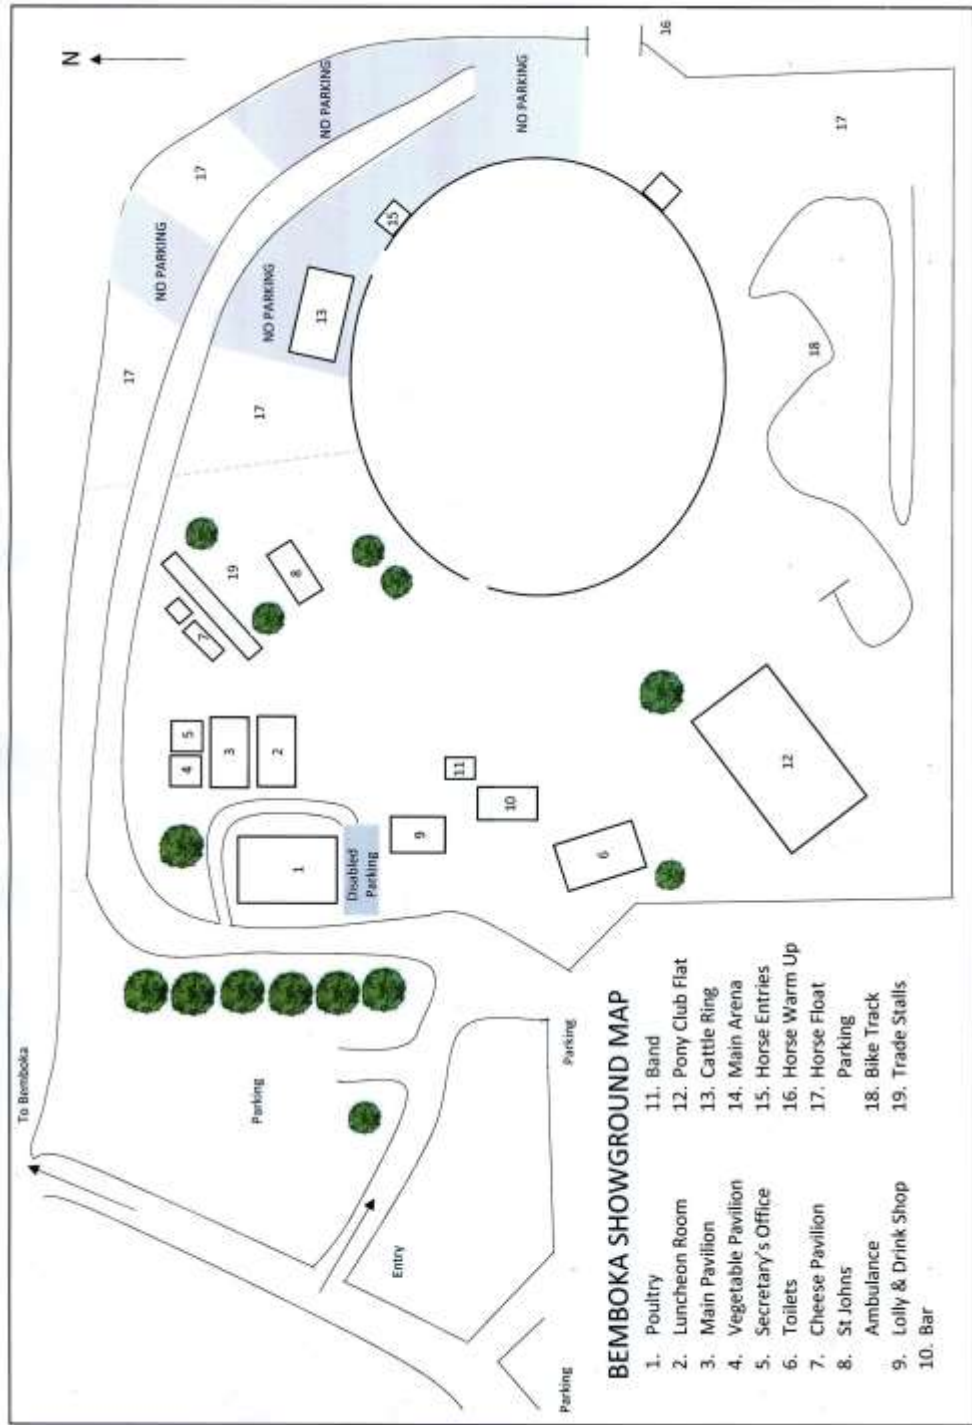 To Bemboka
N
17
NO PARKING
4
5
7
17
3
19
Parking
17
NO PARKING
2
1
8
13
NO PARKING
Disabled
Parking
15
Entry
9
11
10
NO PARKING
Parking
Parking
6
16
12
18
17
BEMBOKA SHOWGROUND MAP
1. Poultry
2. Luncheon Room
3. Main Pavilion
4. Vegetable Pavilion
5. Secretary's Office
6. Toilets
7. Cheese Pavilion
8. St Johns
Ambulance
9. Lolly & Drink Shop
10. Bar
11. Band
12. Pony Club Flat
13. Cattle Ring
14. Main Arena
15. Horse Entries
16. Horse Warm Up
17. Horse Float
Parking
18. Bike Track
19. Trade Stalls